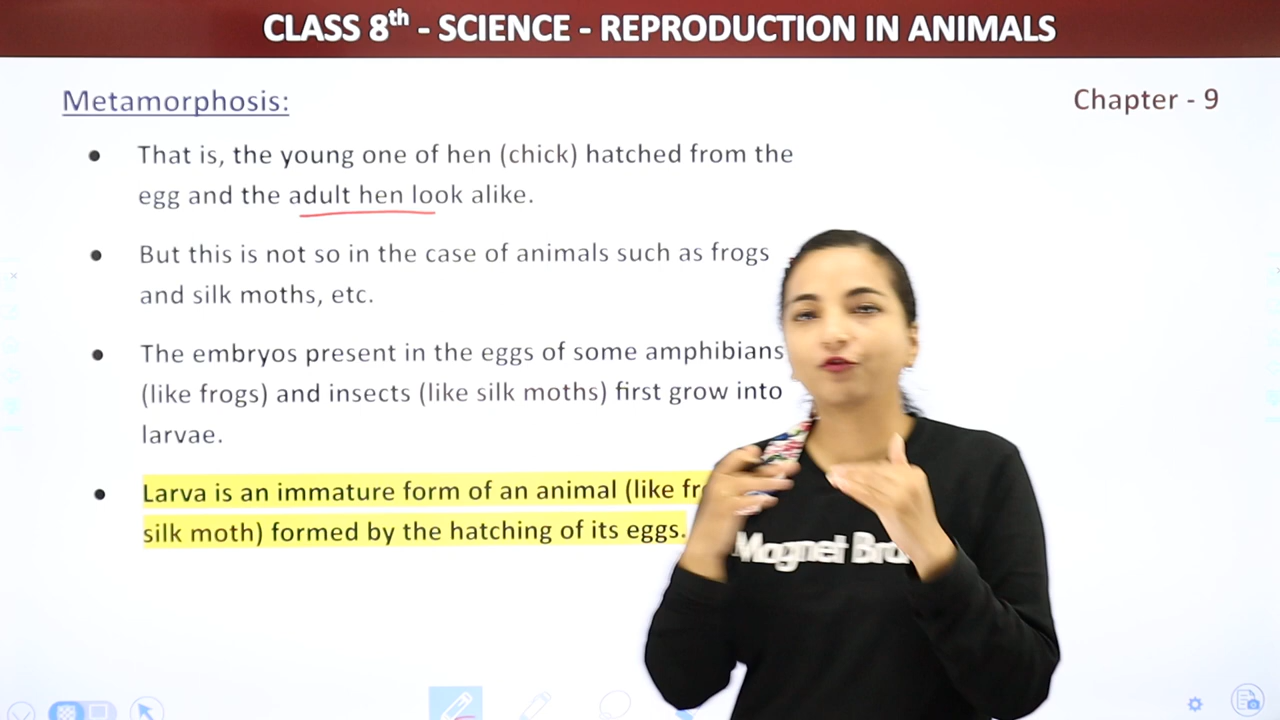 CLASS 8th - SCIENCE - REPRODUCTION IN ANIMALS
Metamorphosis:
Chapter - 9
• That is, the young one of hen (chick) hatched from the
egg and the adult hen look alike.
• But this is not so in the case of animals such as frogs
and silk moths, etc.
• The embryos present in the eggs of some amphibians
(like frogs) and insects (like silk moths) first grow into
larvae.
• Larva is an immature form of an animal (like
silk moth) formed by the hatching of its eggs.
Magnet